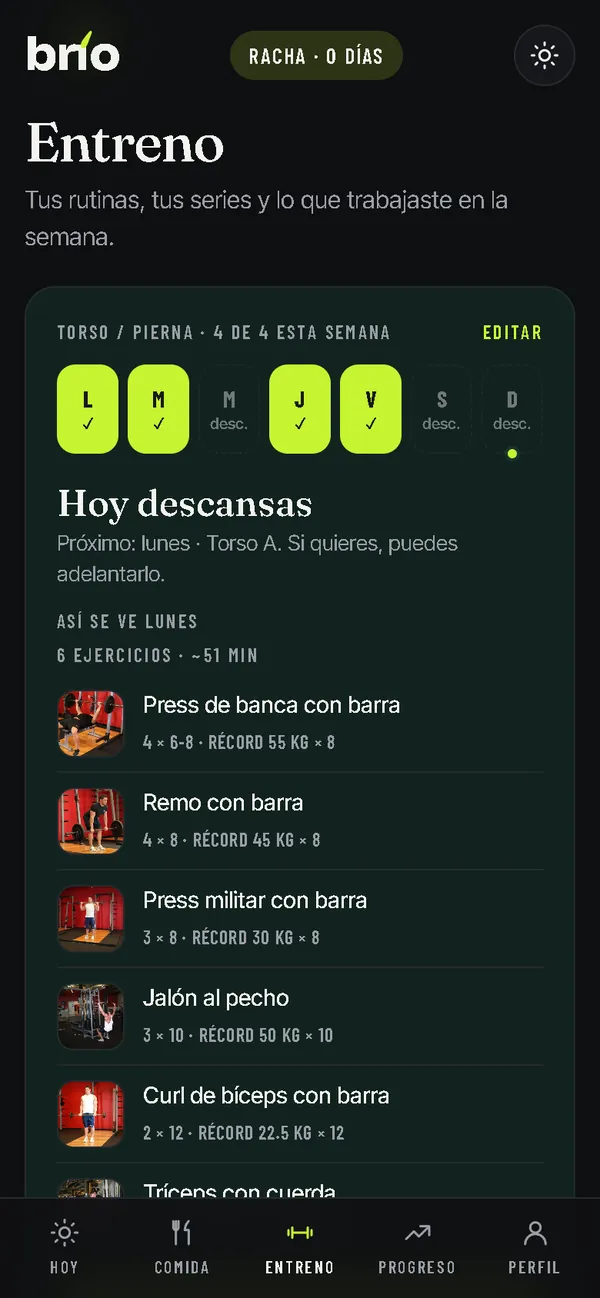 brío
RACHA · 0 DÍAS
Entreno
Tus rutinas, tus series y lo que trabajaste en la
semana.
TORSO / PIERNA · 4 DE 4 ESTA SEMANA
EDITAR
L M M J V S D
✓ ✓ desc. ✓ ✓ desc. desc.
Hoy descansas
Próximo: lunes · Torso A. Si quieres, puedes
adelantarlo.
ASÍ SE VE LUNES
6 EJERCICIOS · ~51 MIN
Press de banca con barra
4 × 6-8 · RÉCORD 55 KG × 8
Remo con barra
4 × 8 · RÉCORD 45 KG × 8
Press militar con barra
3 × 8 · RÉCORD 30 KG × 8
Jalón al pecho
3 × 10 · RÉCORD 50 KG × 10
Curl de bíceps con barra
2 × 12 · RÉCORD 22.5 KG × 12
Tríceps con cuerda
HOY COMIDA ENTRENO PROGRESO PERFIL